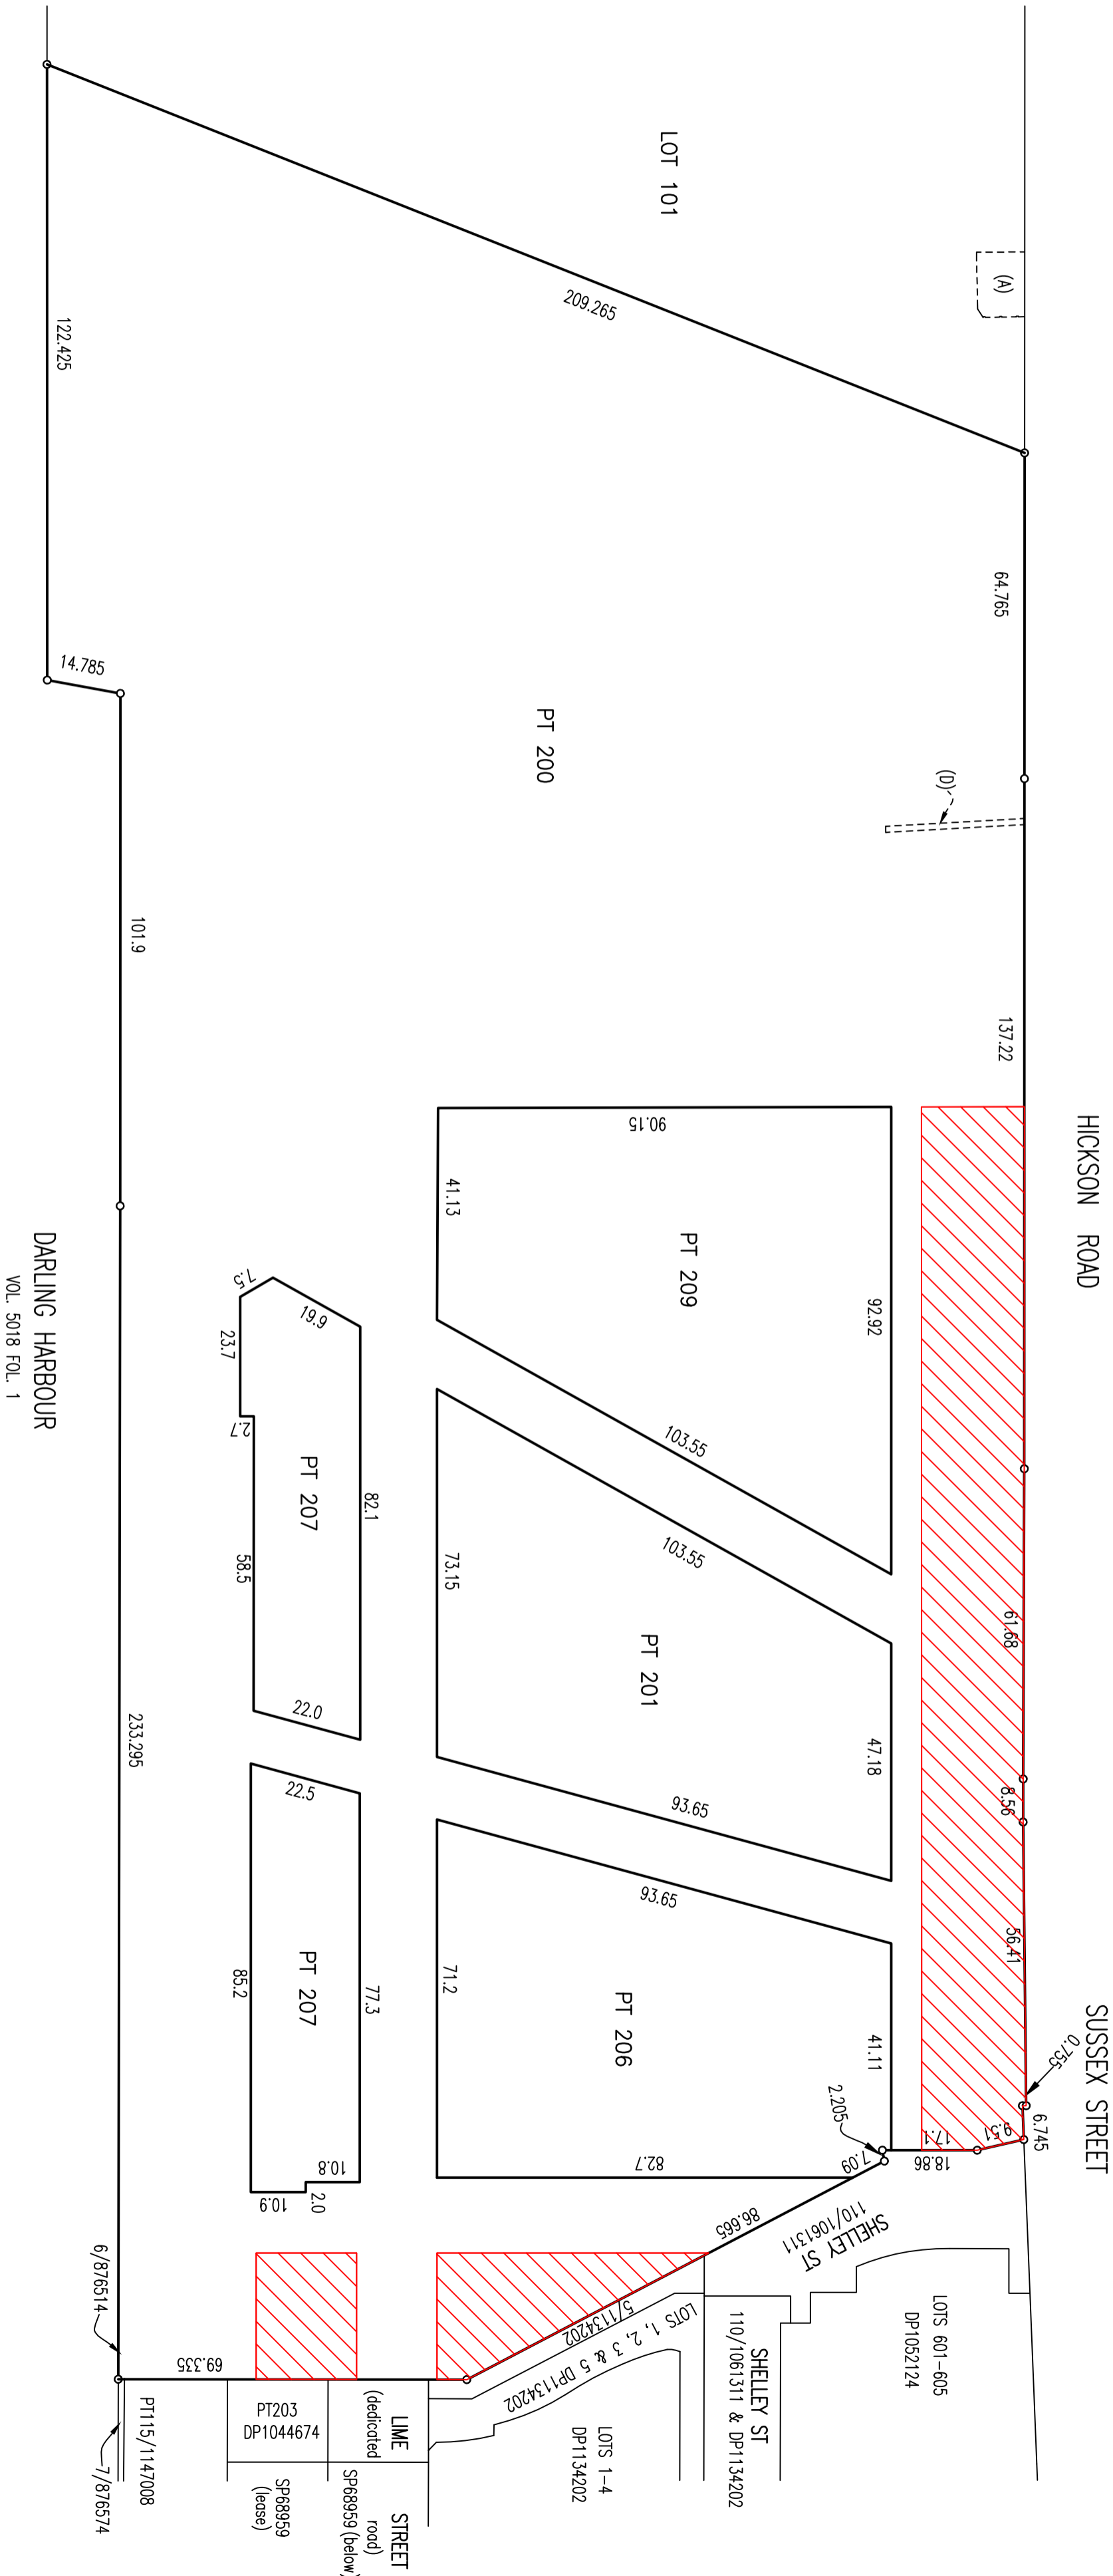 HICKSON ROAD
SUSSEX STREET
LOT 101
(A)
209.265
122.425
64.765
14.785
PT 200
(D)
137.22
101.9
90.15
41.13
PT 209
92.92
103.55
61.68
8.56
56.41
0.755
6.745
9.51
17.1
18.86
2.205
7.09
DARLING HARBOUR
VOL. 5018 FOL. 1
7.5
19.9
23.7
2.7
PT 207
82.1
58.5
22.0
103.55
73.15
PT 201
47.18
93.65
233.295
22.5
PT 207
77.3
85.2
10.8
2.0
10.9
93.65
71.2
PT 206
41.11
82.7
86.665
SHELLEY ST
110/1061311
LOTS 601-605
DP1052124
SHELLEY ST
110/1061311 & DP1134202
5/1134202
LOTS 1, 2, 3 & 5 DP1134202
LOTS 1-4
DP1134202
6/876514
69.335
PT115/1147008
7/876574
PT203
DP1044674
LIME STREET
(dedicated road)
SP68959 (below)
SP68959
(lease)